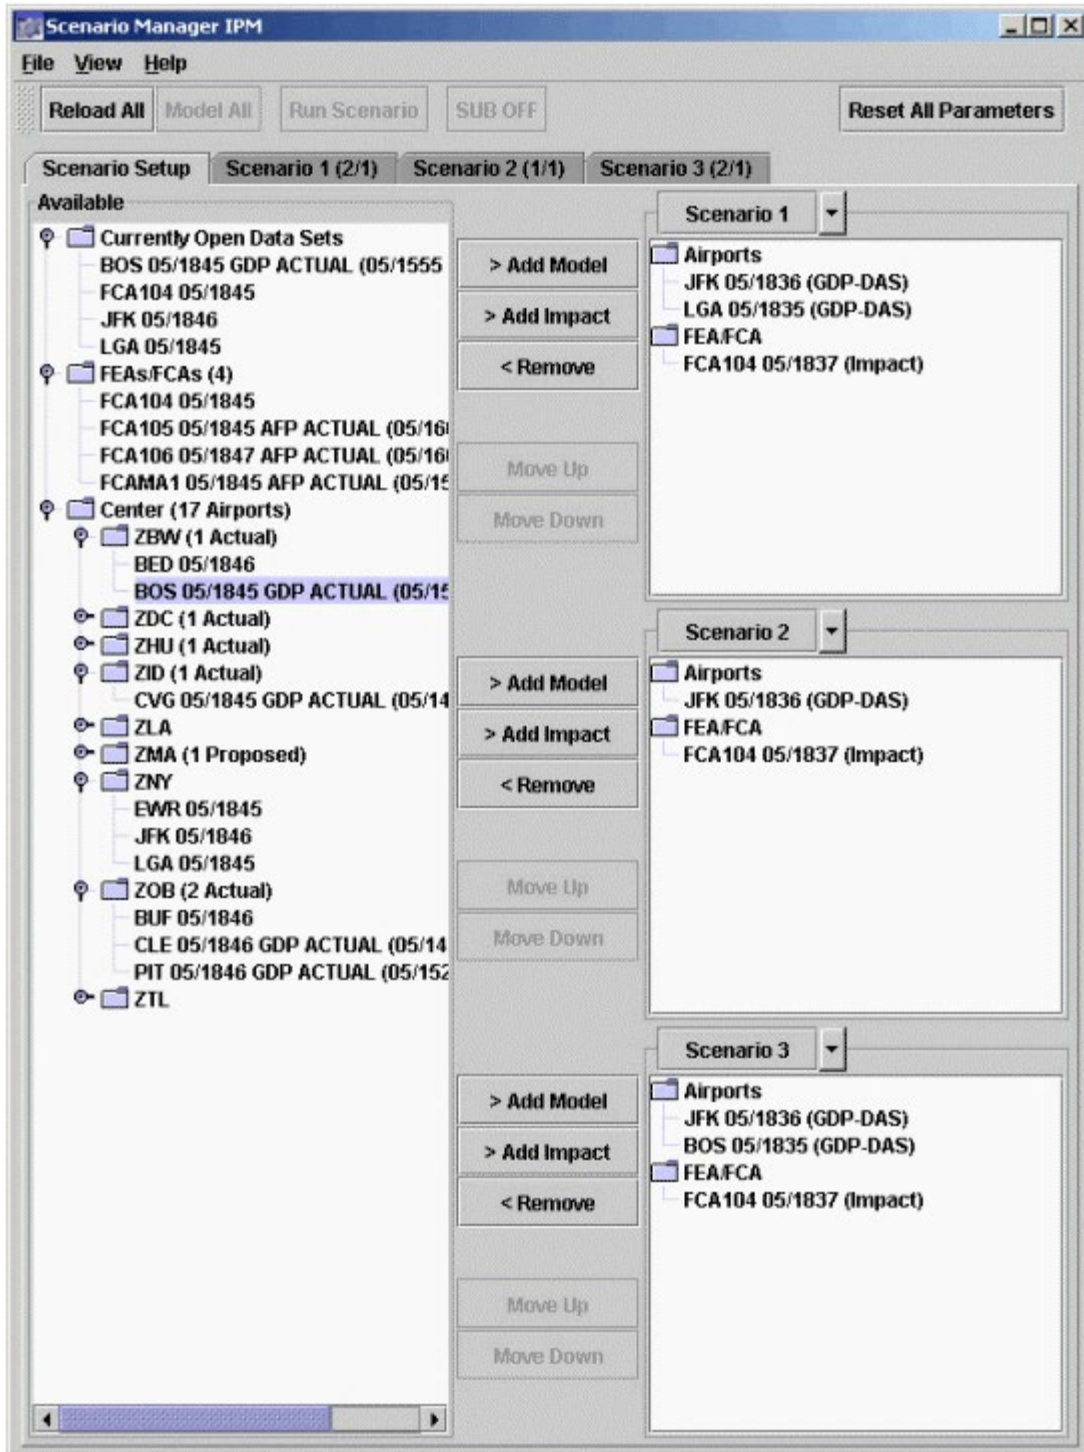 Scenario Manager IPM
File View Help
Reload All Model All Run Scenario SUB OFF Reset All Parameters
Scenario Setup Scenario 1 (2/1) Scenario 2 (1/1) Scenario 3 (2/1)
Available
Currently Open Data Sets
BOS 05/1845 GDP ACTUAL (05/1555
FCA104 05/1845
JFK 05/1846
LGA 05/1845
FEAs/FCAs (4)
FCA104 05/1845
FCA105 05/1845 AFP ACTUAL (05/16
FCA106 05/1847 AFP ACTUAL (05/16
FCAMA1 05/1845 AFP ACTUAL (05/15
Center (17 Airports)
ZBW (1 Actual)
BED 05/1846
BOS 05/1845 GDP ACTUAL (05/15
ZDC (1 Actual)
ZHU (1 Actual)
ZID (1 Actual)
CVG 05/1845 GDP ACTUAL (05/14
ZLA
ZMA (1 Proposed)
ZNY
EWR 05/1845
JFK 05/1846
LGA 05/1845
ZOB (2 Actual)
BUF 05/1846
CLE 05/1846 GDP ACTUAL (05/14
PIT 05/1846 GDP ACTUAL (05/152
ZTL
> Add Model
> Add Impact
< Remove
Move Up
Move Down
Scenario 1
Airports
JFK 05/1836 (GDP-DAS)
LGA 05/1835 (GDP-DAS)
FEA/FCA
FCA104 05/1837 (Impact)
> Add Model
> Add Impact
< Remove
Move Up
Move Down
Scenario 2
Airports
JFK 05/1836 (GDP-DAS)
FEA/FCA
FCA104 05/1837 (Impact)
> Add Model
> Add Impact
< Remove
Move Up
Move Down
Scenario 3
Airports
JFK 05/1836 (GDP-DAS)
BOS 05/1835 (GDP-DAS)
FEA/FCA
FCA104 05/1837 (Impact)